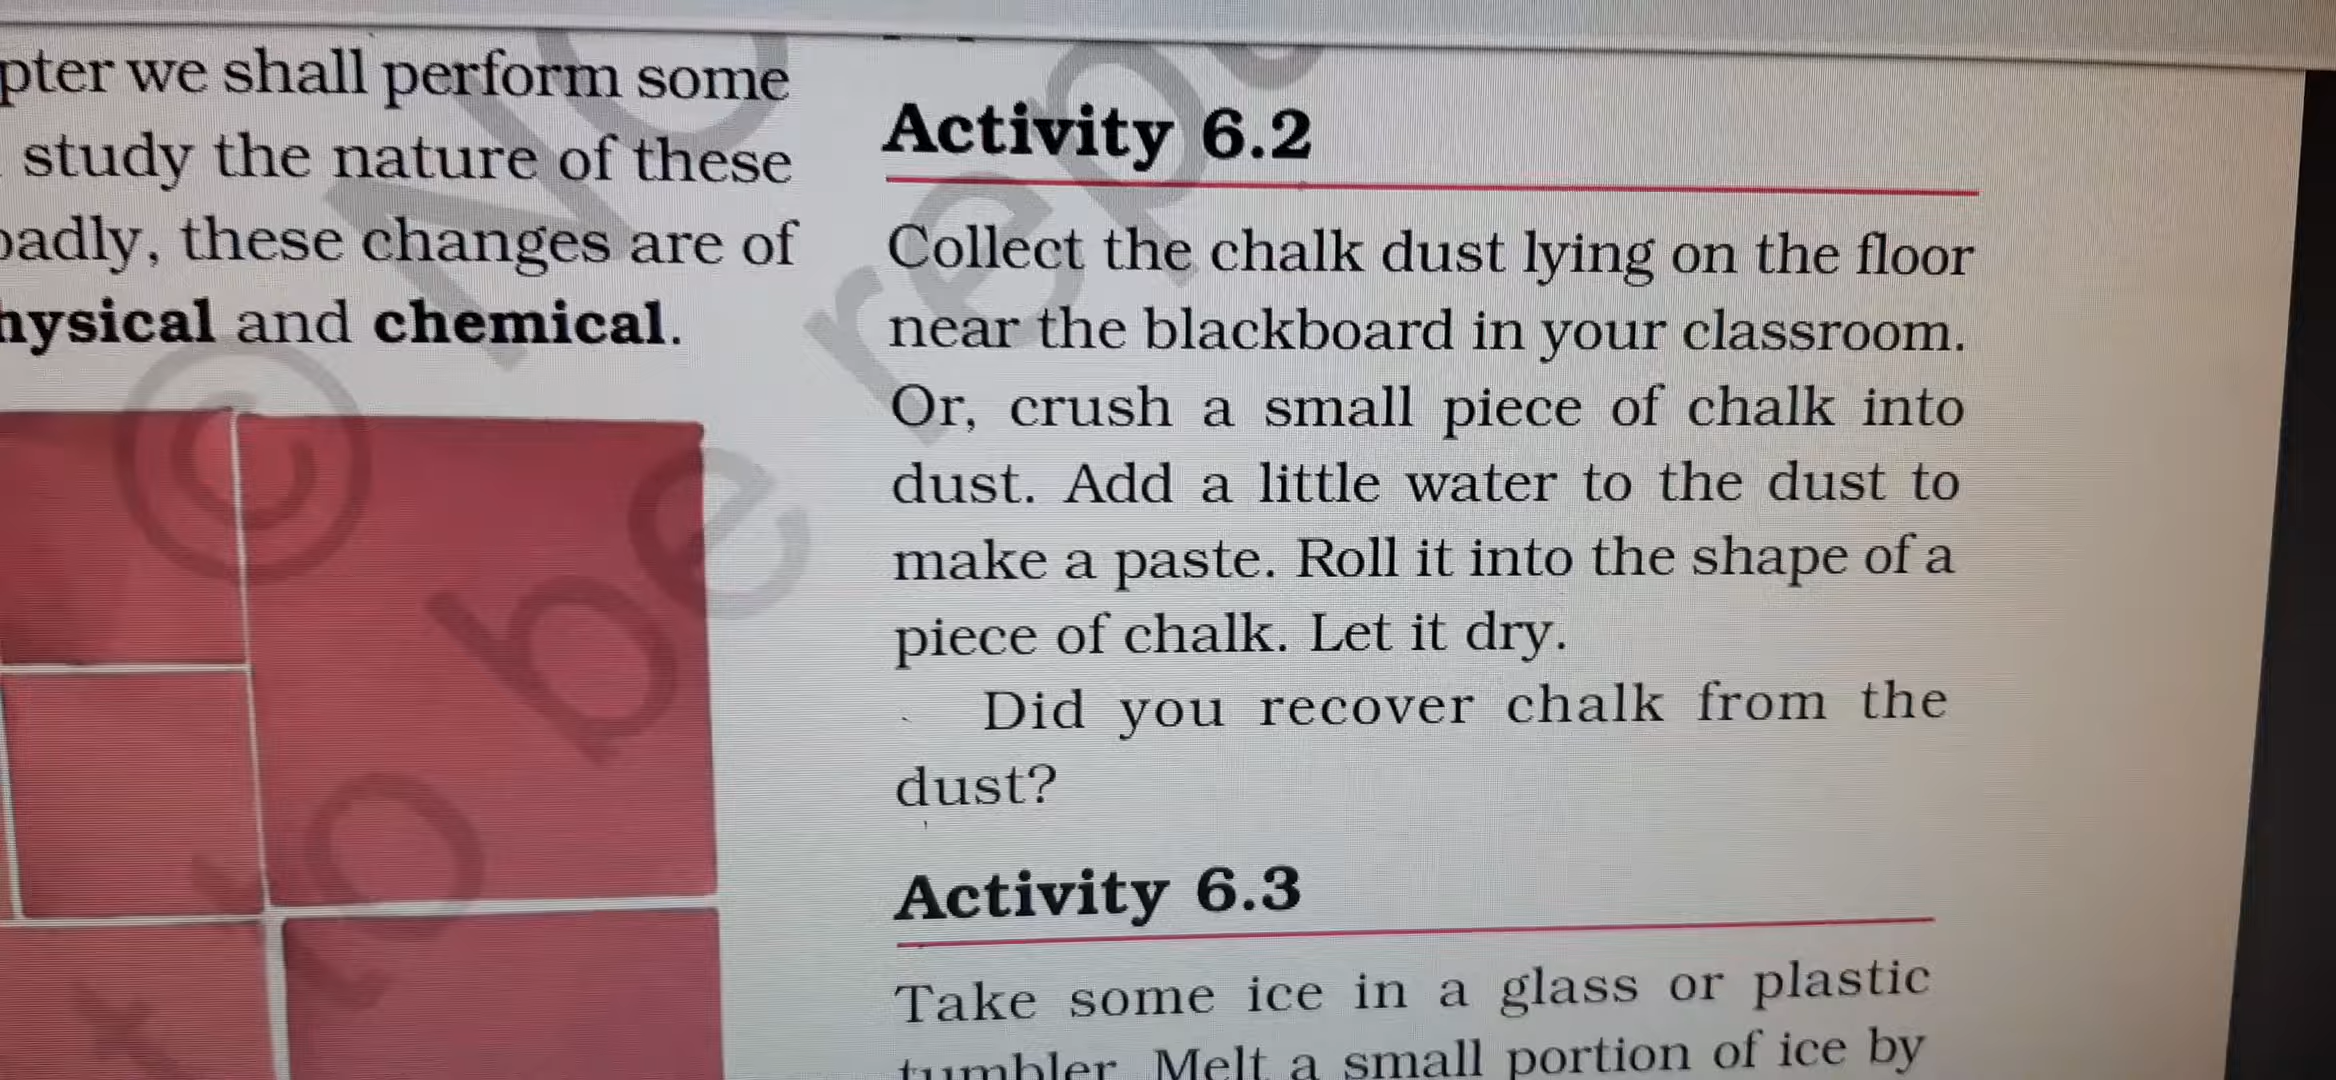 we shall perform some
study the nature of these
these changes are of
and chemical.
Activity 6.2
Collect the chalk dust lying on the floor
near the blackboard in your classroom.
Or, crush a small piece of chalk into
dust. Add a little water to the dust to
make a paste. Roll it into the shape of a
piece of chalk. Let it dry.
Did you recover chalk from the
dust?
Activity 6.3
Take some ice in a glass or plastic
tumbler. Melt a small portion of ice by
©
to be